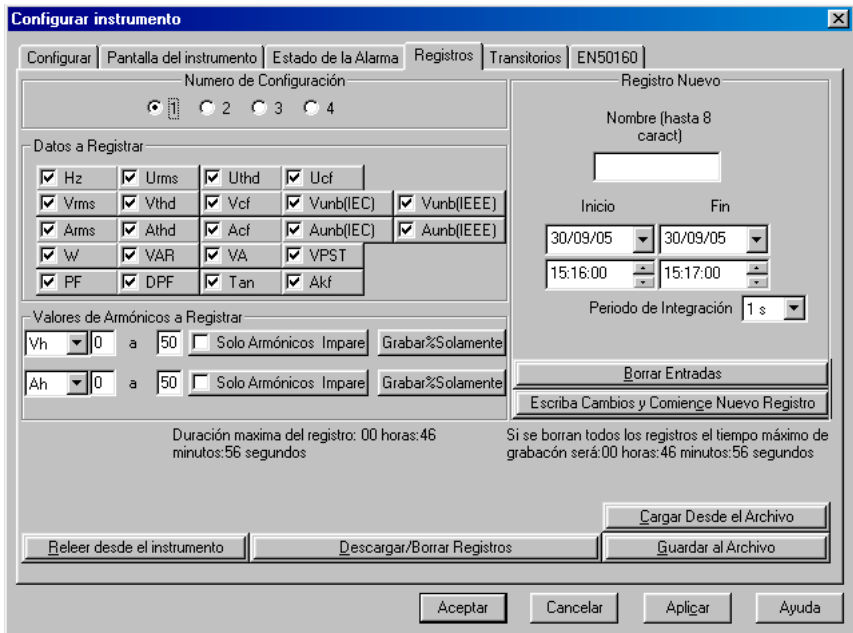 Configurar instrumento
Configurar Pantalla del instrumento Estado de la Alarma Registros Transitorios EN50160
Numero de Configuración
1 2 3 4
Datos a Registrar
Hz Urms Uthd Ucf
Vrms Vthd Vcf Vunb(IEC) Vunb(IEEE)
Arms Athd Acf Aunb(IEC) Aunb(IEEE)
W VAR VA VPST
PF DPF Tan Akf
Valores de Armónicos a Registrar
Vh 0 a 50 Solo Armónicos Impare Grabar%Solamente
Ah 0 a 50 Solo Armónicos Impare Grabar%Solamente
Duración maxima del registro: 00 horas:46
minutos:56 segundos
Registro Nuevo
Nombre (hasta 8
caract)
Inicio Fin
30/09/05 30/09/05
15:16:00 15:17:00
Periodo de Integración 1 s
Borrar Entradas
Escriba Cambios y Comience Nuevo Registro
Si se borran todos los registros el tiempo máximo de
grabacón será:00 horas:46 minutos:56 segundos
Cargar Desde el Archivo
Releer desde el instrumento Descargar/Borrar Registros Guardar al Archivo
Aceptar Cancelar Aplicar Ayuda